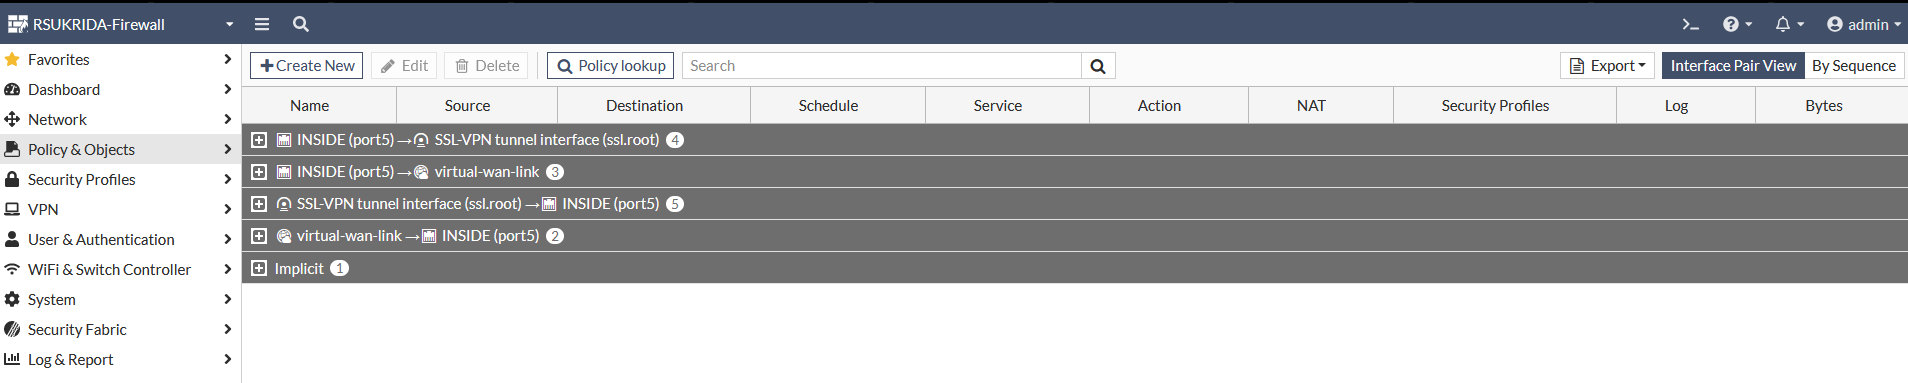 RSUKRIDA-Firewall
admin
Favorites
Dashboard
Network
Policy & Objects
Security Profiles
VPN
User & Authentication
WiFi & Switch Controller
System
Security Fabric
Log & Report
Create New Edit Delete Policy lookup Search Export Interface Pair View By Sequence
Name Source Destination Schedule Service Action NAT Security Profiles Log Bytes
INSIDE (port5) → SSL-VPN tunnel interface (ssl.root) 4
INSIDE (port5) → virtual-wan-link 3
SSL-VPN tunnel interface (ssl.root) → INSIDE (port5) 5
virtual-wan-link → INSIDE (port5) 2
Implicit 1